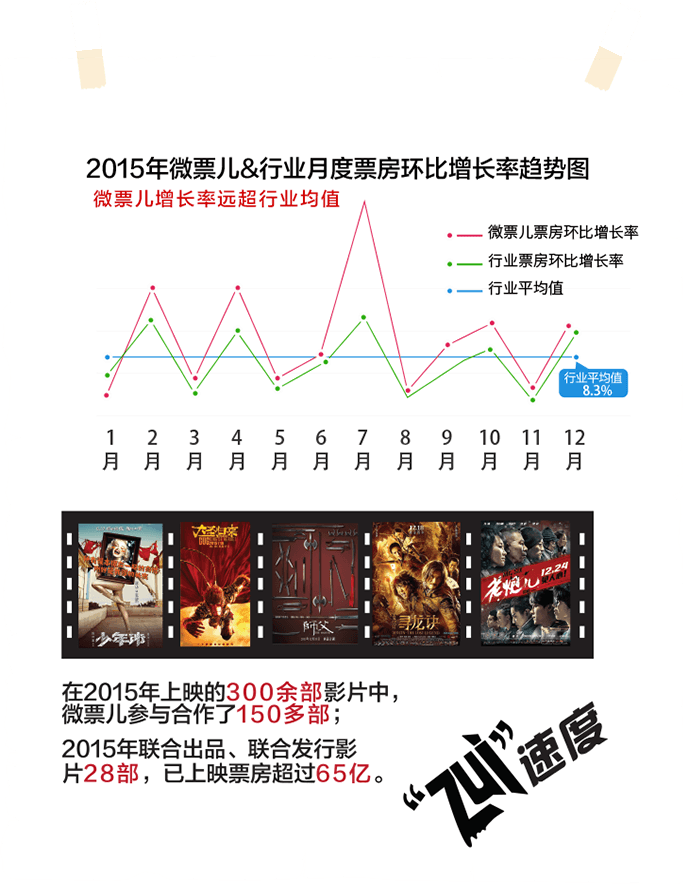 2015年微票儿&行业月度票房环比增长率趋势图
微票儿增长率远超行业均值
微票儿票房环比增长率
行业票房环比增长率
行业平均值
行业平均值
8.3%
1月
2月
3月
4月
5月
6月
7月
8月
9月
10月
11月
12月
少年班
大圣归来
師父
12.18
寻龙诀
12.24
老炮儿
在2015年上映的300余部影片中，
微票儿参与合作了150多部；
2015年联合出品、联合发行影
片28部，已上映票房超过65亿。
“ZUI”速度